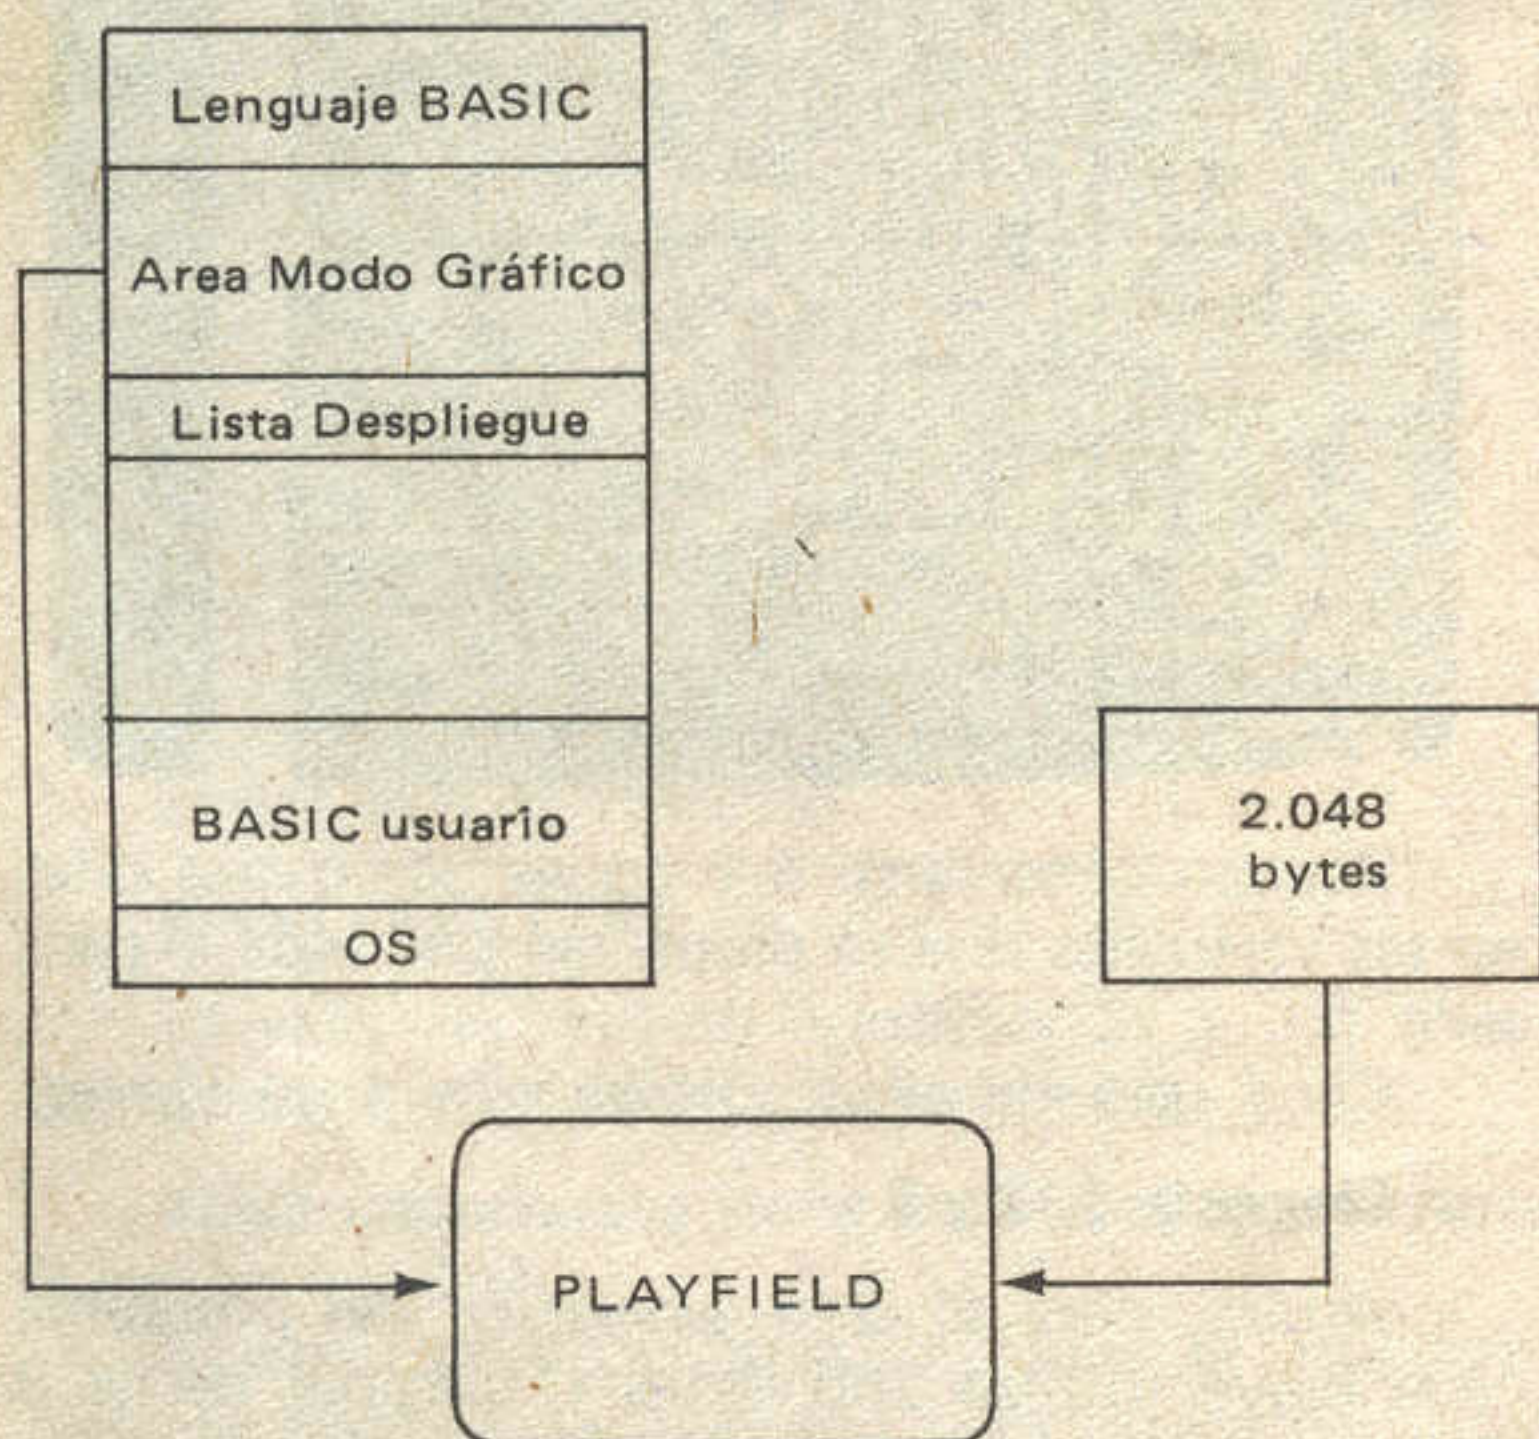 Lenguaje BASIC
Area Modo Gráfico
Lista Despliegue
BASIC usuario
OS
2.048
bytes
PLAYFIELD